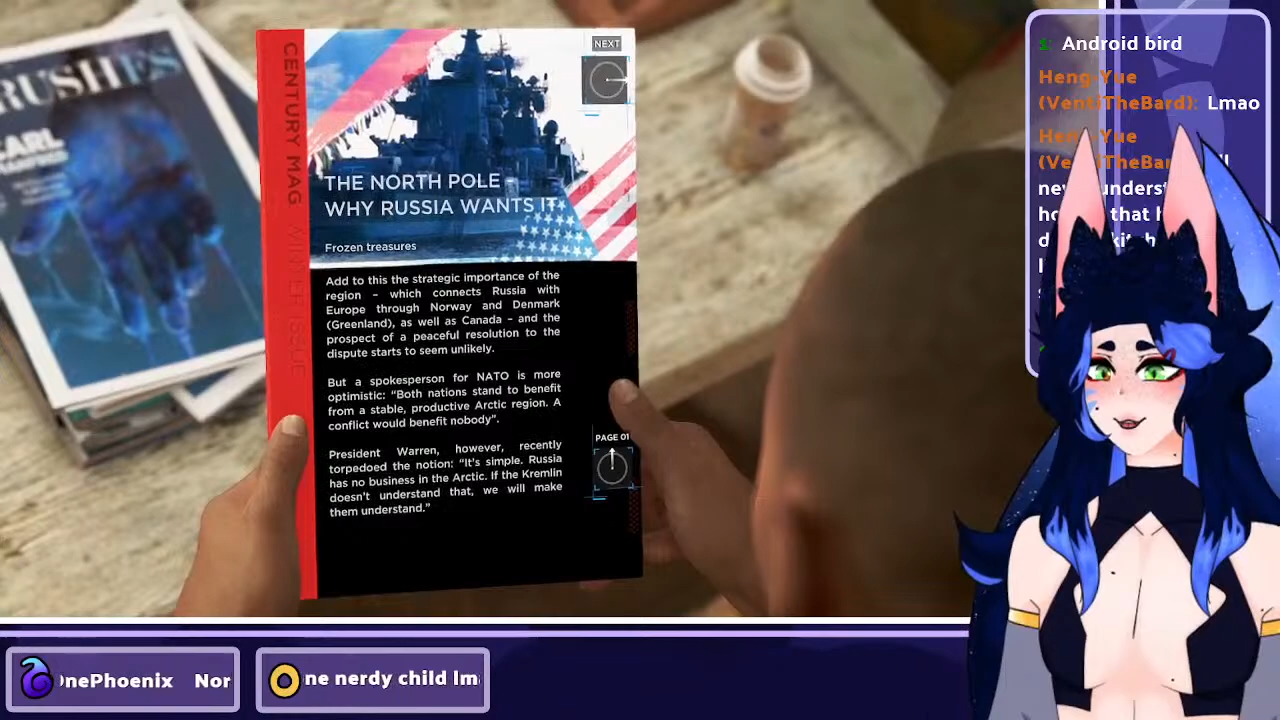 RUSHES
CENTURY MAG WINTER ISSUE
NEXT
THE NORTH POLE
WHY RUSSIA WANTS IT
Frozen treasures
Add to this the strategic importance of the
region – which connects Russia with
Europe through Norway and Denmark
(Greenland), as well as Canada – and the
prospect of a peaceful resolution to the
dispute starts to seem unlikely.
But a spokesperson for NATO is more
optimistic: “Both nations stand to benefit
from a stable, productive Arctic region. A
conflict would benefit nobody”.
PAGE 01
President Warren, however, recently
torpedoed the notion: “It's simple. Russia
has no business in the Arctic. If the Kremlin
doesn't understand that, we will make
them understand.”
Android bird
Heng-Yue
(VentiTheBard): Lmao
that
nePhoenix Nor
ne nerdy child lm